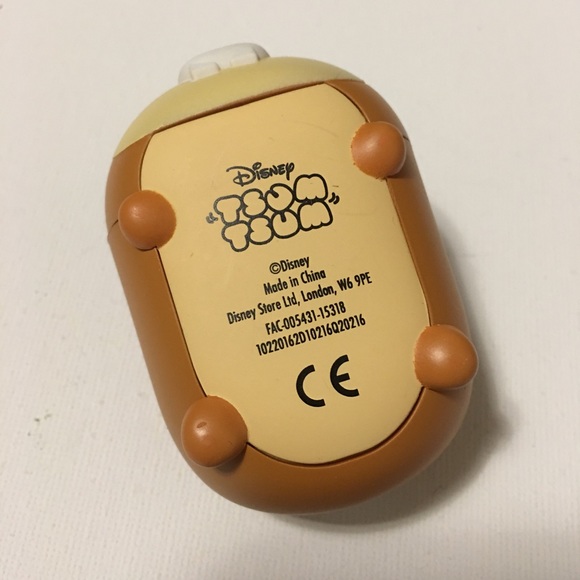 Disney
TSUM
TSUM
©Disney
Made in China
Disney Store Ltd, London, W6 9PE
FAC-005431-15318
10220162D10216Q20216
CE